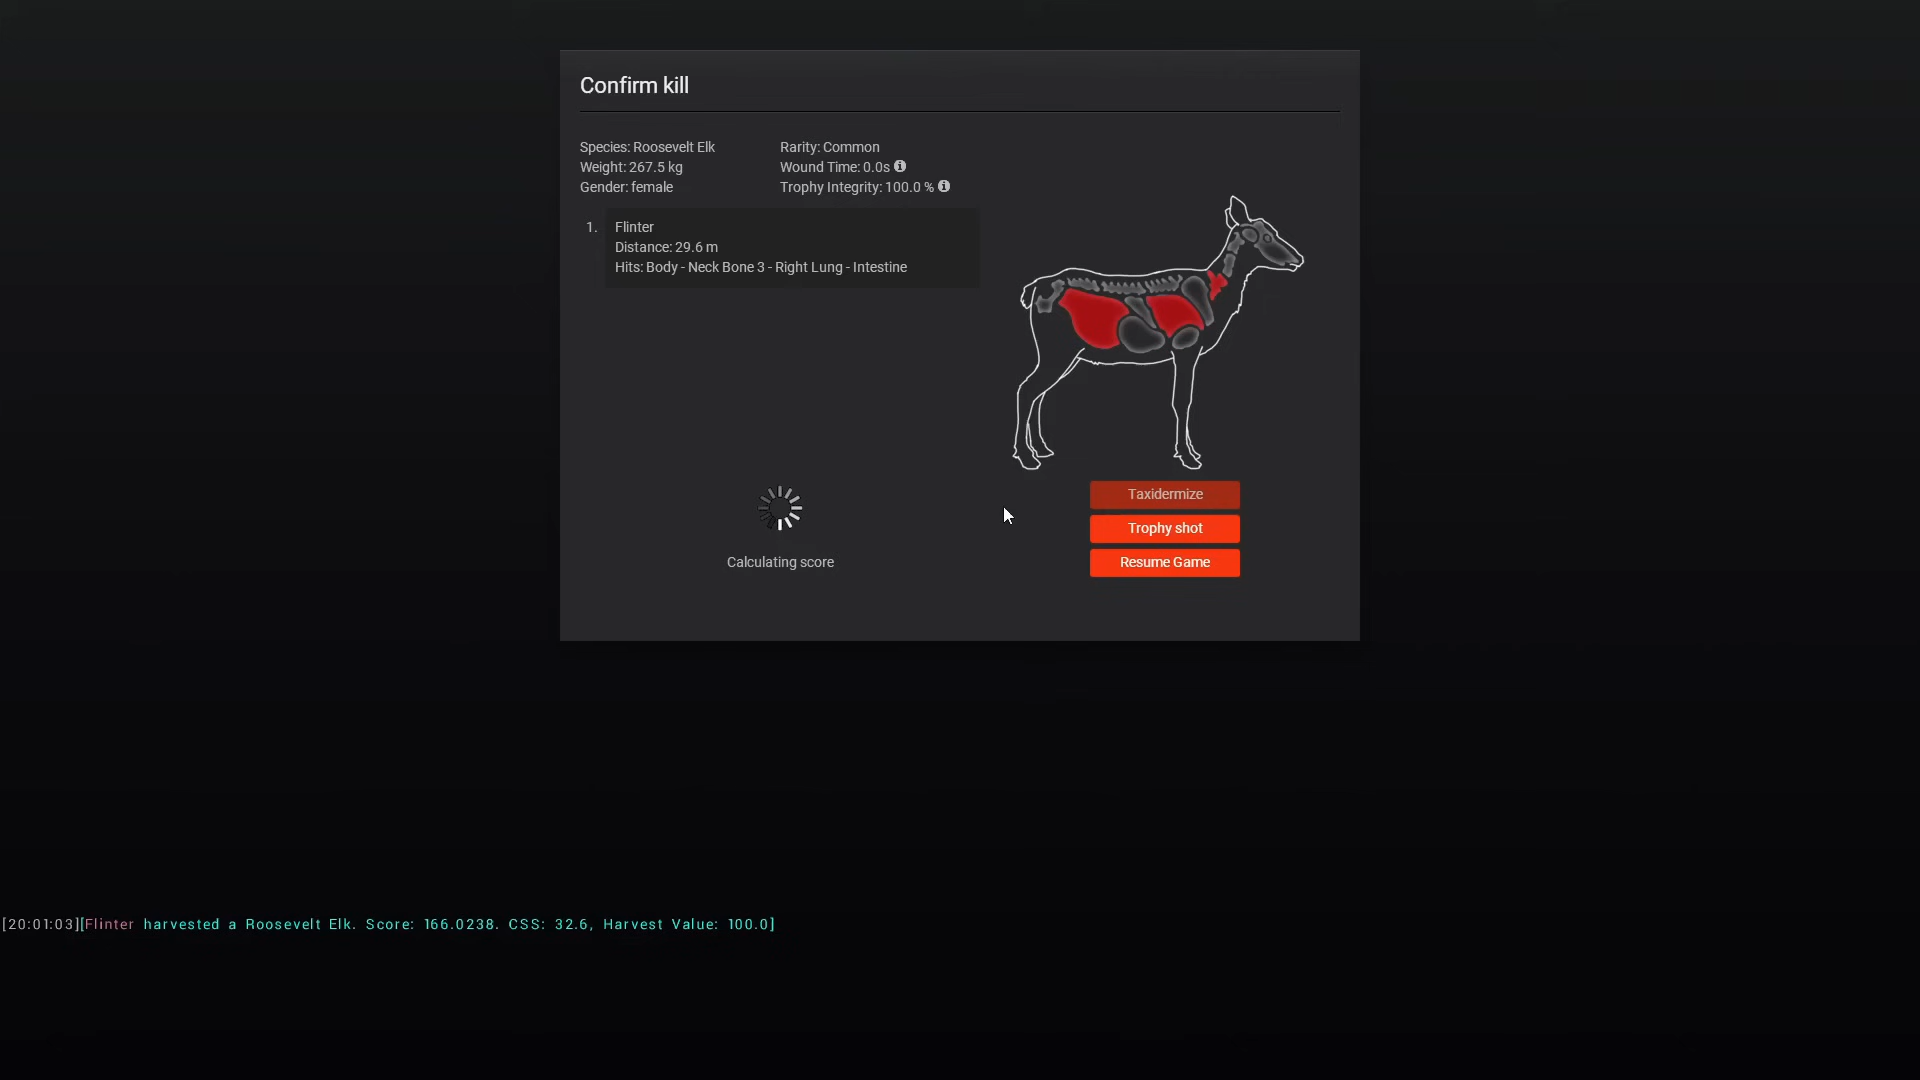 Confirm kill
Species: Roosevelt Elk
Weight: 267.5 kg
Gender: female
Rarity: Common
Wound Time: 0.0s
Trophy Integrity: 100.0 %
1.
Flinter
Distance: 29.6 m
Hits: Body - Neck Bone 3 - Right Lung - Intestine
Calculating score
Taxidermize
Trophy shot
Resume Game
[20:01:03][Flinter harvested a Roosevelt Elk. Score: 166.0238. CSS: 32.6, Harvest Value: 100.0]